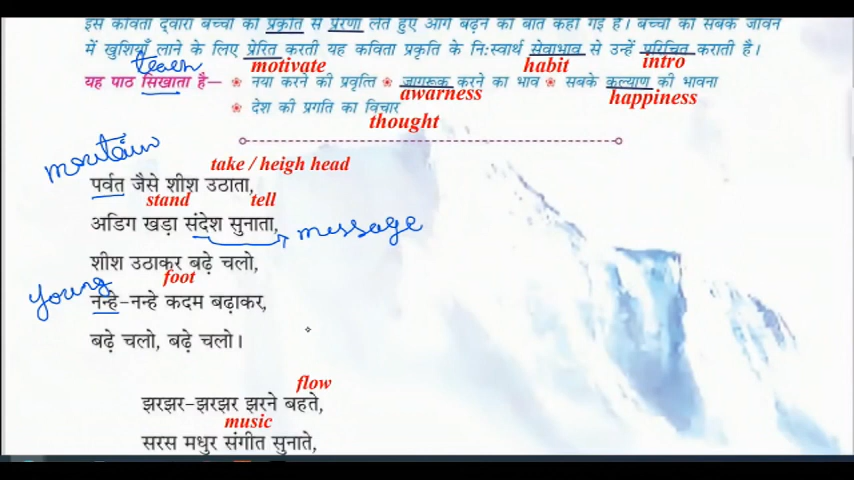 इस कविता द्वारा बच्चों को प्रकृति से प्रेरणा लेते हुए आगे बढ़ने की बात कही गई है। बच्चों को सबके जीवन
में खुशियाँ लाने के लिए प्रेरित करती यह कविता प्रकृति के नि:स्वार्थ सेवाभाव से उन्हें परिचित कराती है।
teach motivate habit intro
यह पाठ सिखाता है— नया करने की प्रवृत्ति जागरूक करने का भाव सबके कल्याण की भावना
awarness happiness
देश की प्रगति का विचार
thought
mountain
take / heigh head
पर्वत जैसे शीश उठाता,
stand tell
अडिग खड़ा संदेश सुनाता,
message
शीश उठाकर बढ़े चलो,
young foot
नन्हे-नन्हे कदम बढ़ाकर,
बढ़े चलो, बढ़े चलो।
flow
झरझर-झरझर झरने बहते,
music
सरस मधुर संगीत सुनाते,